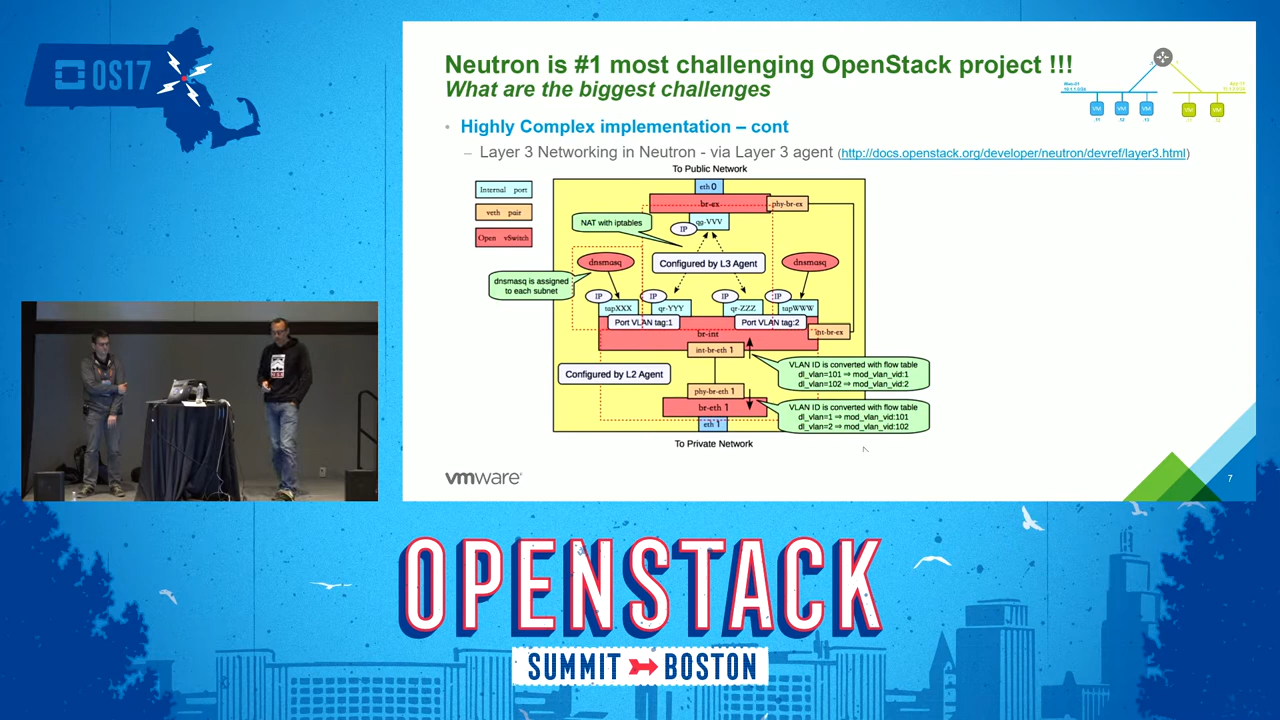 OS17
Neutron is #1 most challenging OpenStack project !!!
What are the biggest challenges
• Highly Complex implementation – cont
– Layer 3 Networking in Neutron - via Layer 3 agent (http://docs.openstack.org/developer/neutron/devref/layer3.html)
VM VM VM VM VM
To Public Network
Internal port
veth pair
Open vSwitch
eth 0
br-ex
phy-br-ex
NAT with iptables
qg-VVV
IP
dnsmasq
Configured by L3 Agent
dnsmasq
dnsmasq is assigned
to each subnet
IP IP IP IP
tapXXX qr-YYY qr-ZZZ tapWWW
Port VLAN tag:1 Port VLAN tag:2
br-int
int-br-ex
int-br-eth 1
Configured by L2 Agent
VLAN ID is converted with flow table
dl_vlan=101 ⇒ mod_vlan_vid:1
dl_vlan=102 ⇒ mod_vlan_vid:2
phy-br-eth 1
br-eth 1
VLAN ID is converted with flow table
dl_vlan=1 ⇒ mod_vlan_vid:101
dl_vlan=2 ⇒ mod_vlan_vid:102
eth 1
To Private Network
vmware
7
OPENSTACK
SUMMIT BOSTON